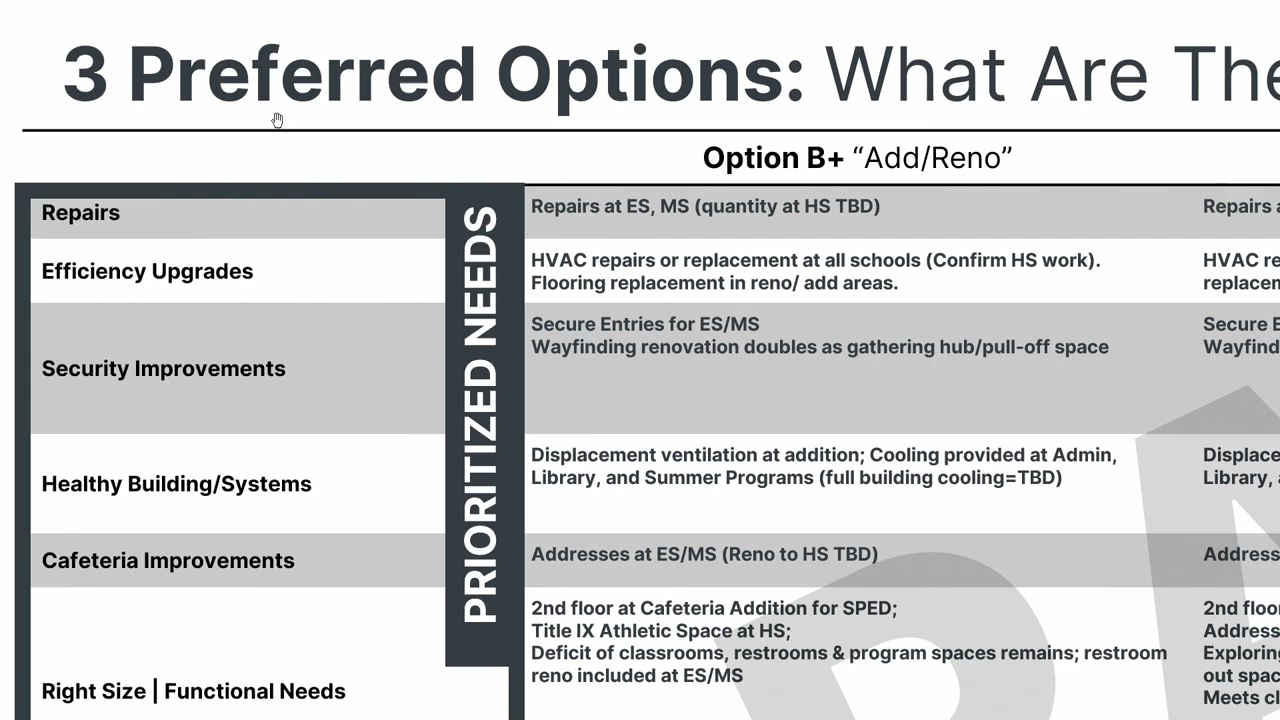 3 Preferred Options: What Are The
Option B+ “Add/Reno”
PRIORITIZED NEEDS
Repairs
Repairs at ES, MS (quantity at HS TBD)
Repairs
Efficiency Upgrades
HVAC repairs or replacement at all schools (Confirm HS work).
Flooring replacement in reno/ add areas.
HVAC re
replacem
Security Improvements
Secure Entries for ES/MS
Wayfinding renovation doubles as gathering hub/pull-off space
Secure E
Wayfind
Healthy Building/Systems
Displacement ventilation at addition; Cooling provided at Admin,
Library, and Summer Programs (full building cooling=TBD)
Displace
Library,
Cafeteria Improvements
Addresses at ES/MS (Reno to HS TBD)
Address
Right Size | Functional Needs
2nd floor at Cafeteria Addition for SPED;
Title IX Athletic Space at HS;
Deficit of classrooms, restrooms & program spaces remains; restroom
reno included at ES/MS
2nd floo
Address
Exploring
out spac
Meets cl